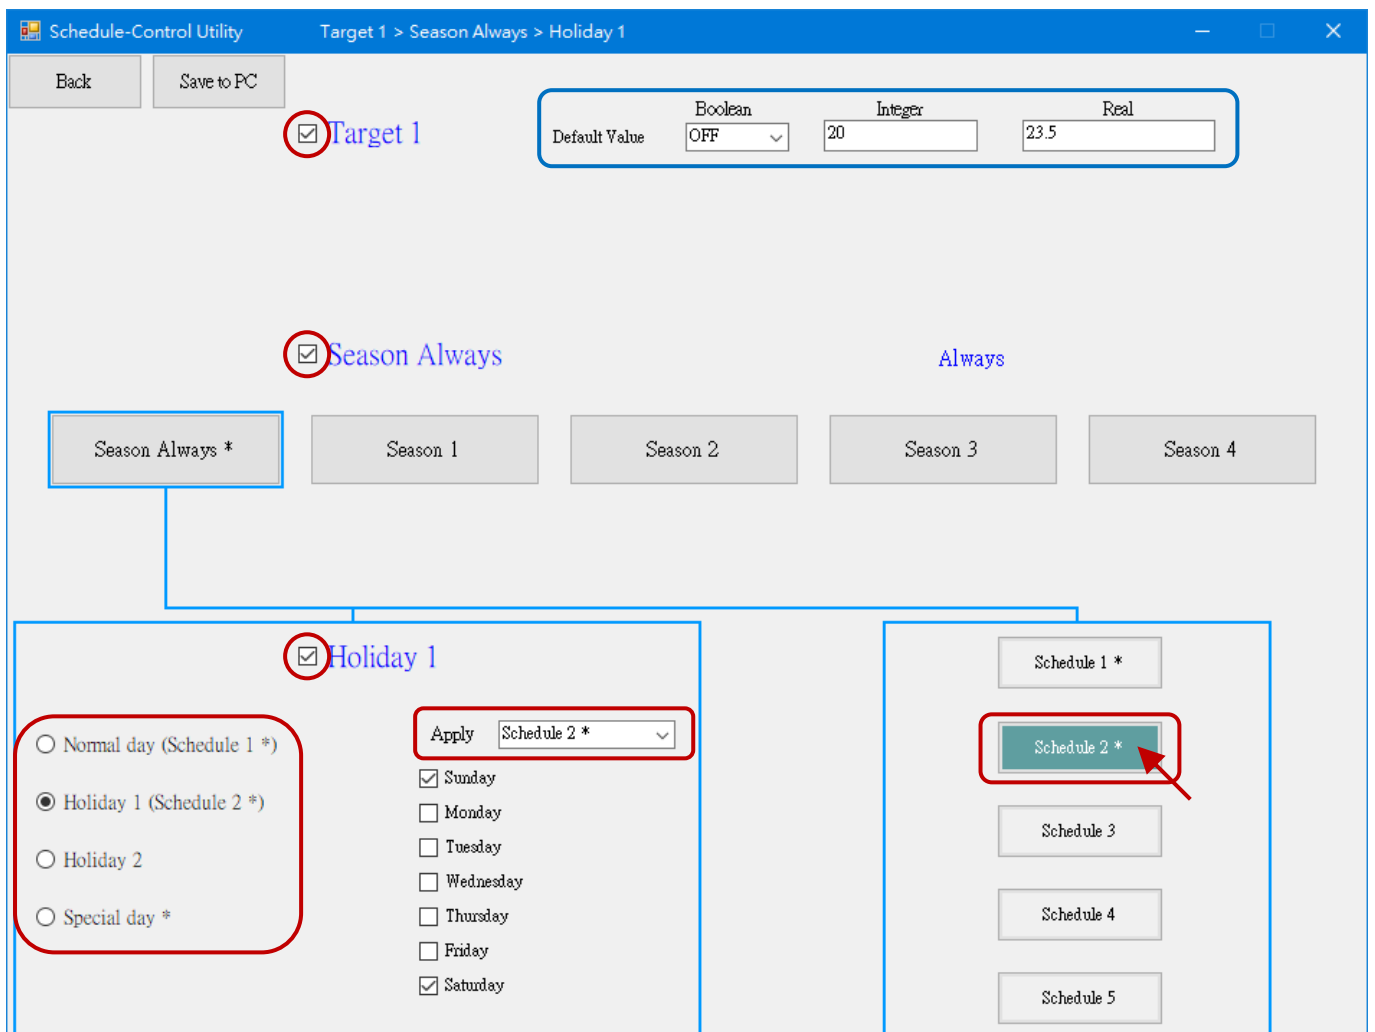 Schedule-Control Utility Target 1 > Season Always > Holiday 1
Back Save to PC
Target 1
Boolean Integer Real
Default Value OFF 20 23.5
Season Always Always
Season Always * Season 1 Season 2 Season 3 Season 4
Holiday 1
Normal day (Schedule 1 *)
Holiday 1 (Schedule 2 *)
Holiday 2
Special day *
Apply Schedule 2 *
Sunday
Monday
Tuesday
Wednesday
Thursday
Friday
Saturday
Schedule 1 *
Schedule 2 *
Schedule 3
Schedule 4
Schedule 5